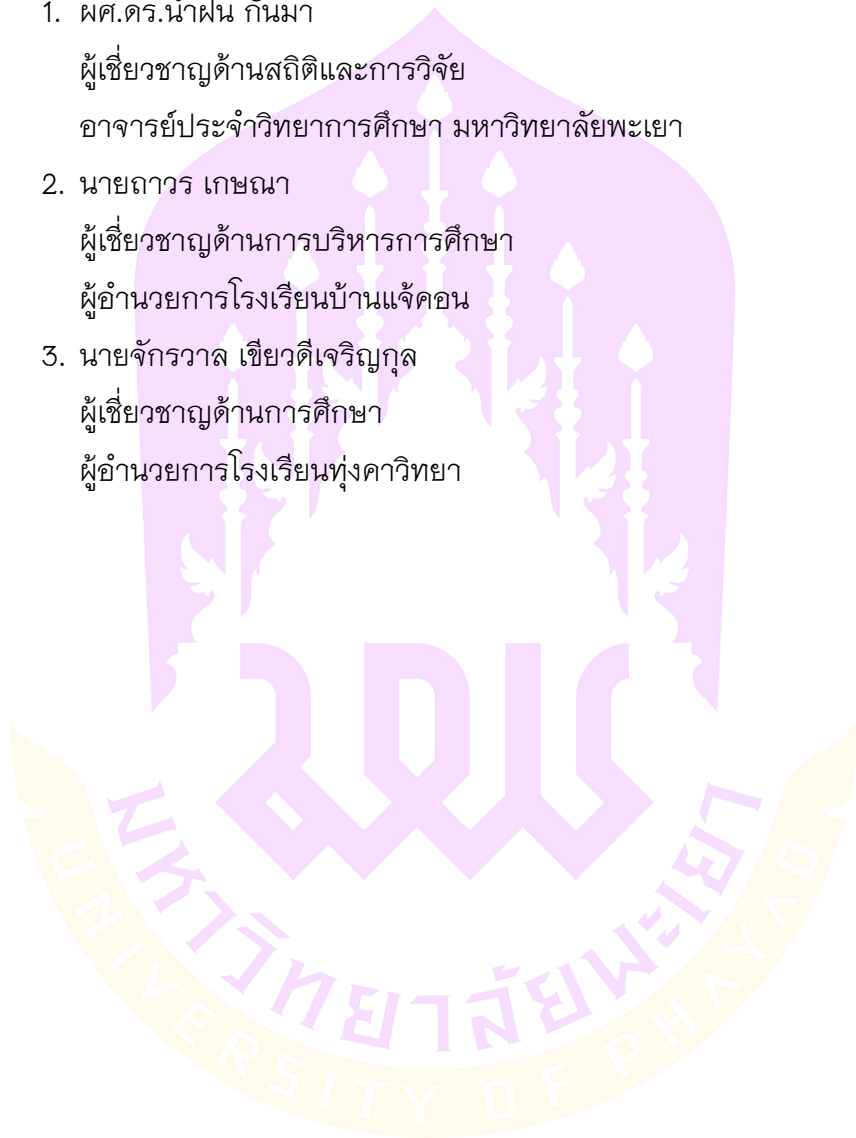 1. ผศ.ดร.น้ำฝน กันมา
ผู้เชี่ยวชาญด้านสถิติและการวิจัย
อาจารย์ประจำวิทยาการศึกษา มหาวิทยาลัยพะเยา
2. นายถาวร เกษณา
ผู้เชี่ยวชาญด้านการบริหารการศึกษา
ผู้อำนวยการโรงเรียนบ้านแจ้คอน
3. นายจักรวาล เขียวดีเจริญกุล
ผู้เชี่ยวชาญด้านการศึกษา
ผู้อำนวยการโรงเรียนทุ่งคาวิทยา
มหาวิทยาลัยพะเยา
UNIVERSITY OF PHAYAO